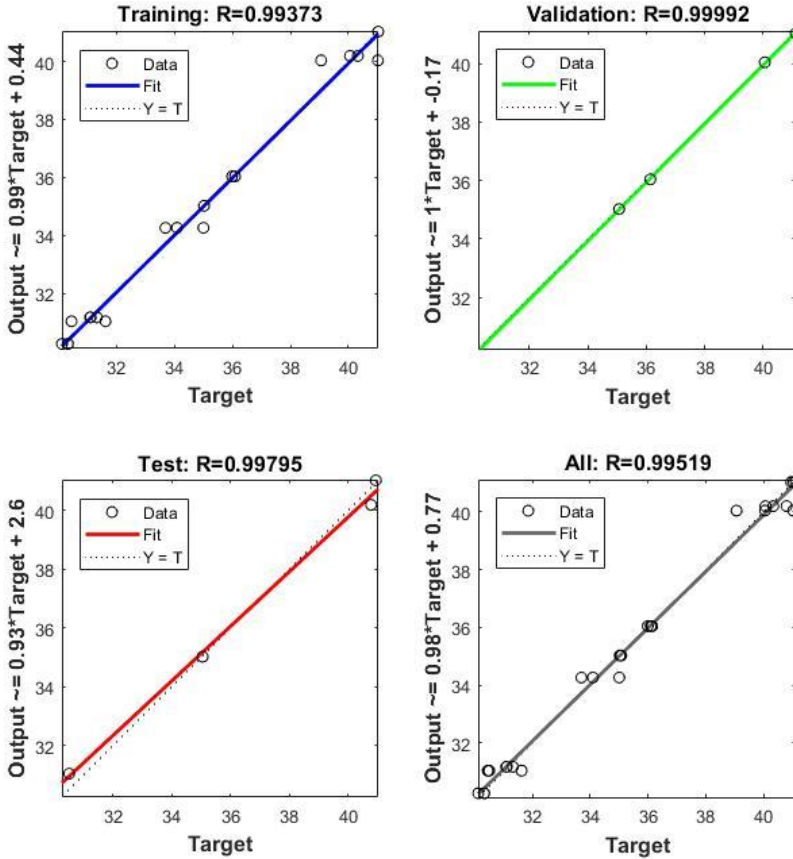 Training: R=0.99373
Output ~= 0.99*Target + 0.44
40
38
36
34
32
Data
Fit
Y = T
32
34
36
38
40
Target
Validation: R=0.99992
Output ~= 1*Target + -0.17
40
38
36
34
32
Data
Fit
Y = T
32
34
36
38
40
Target
Test: R=0.99795
Output ~= 0.93*Target + 2.6
40
38
36
34
32
Data
Fit
Y = T
32
34
36
38
40
Target
All: R=0.99519
Output ~= 0.98*Target + 0.77
40
38
36
34
32
Data
Fit
Y = T
32
34
36
38
40
Target